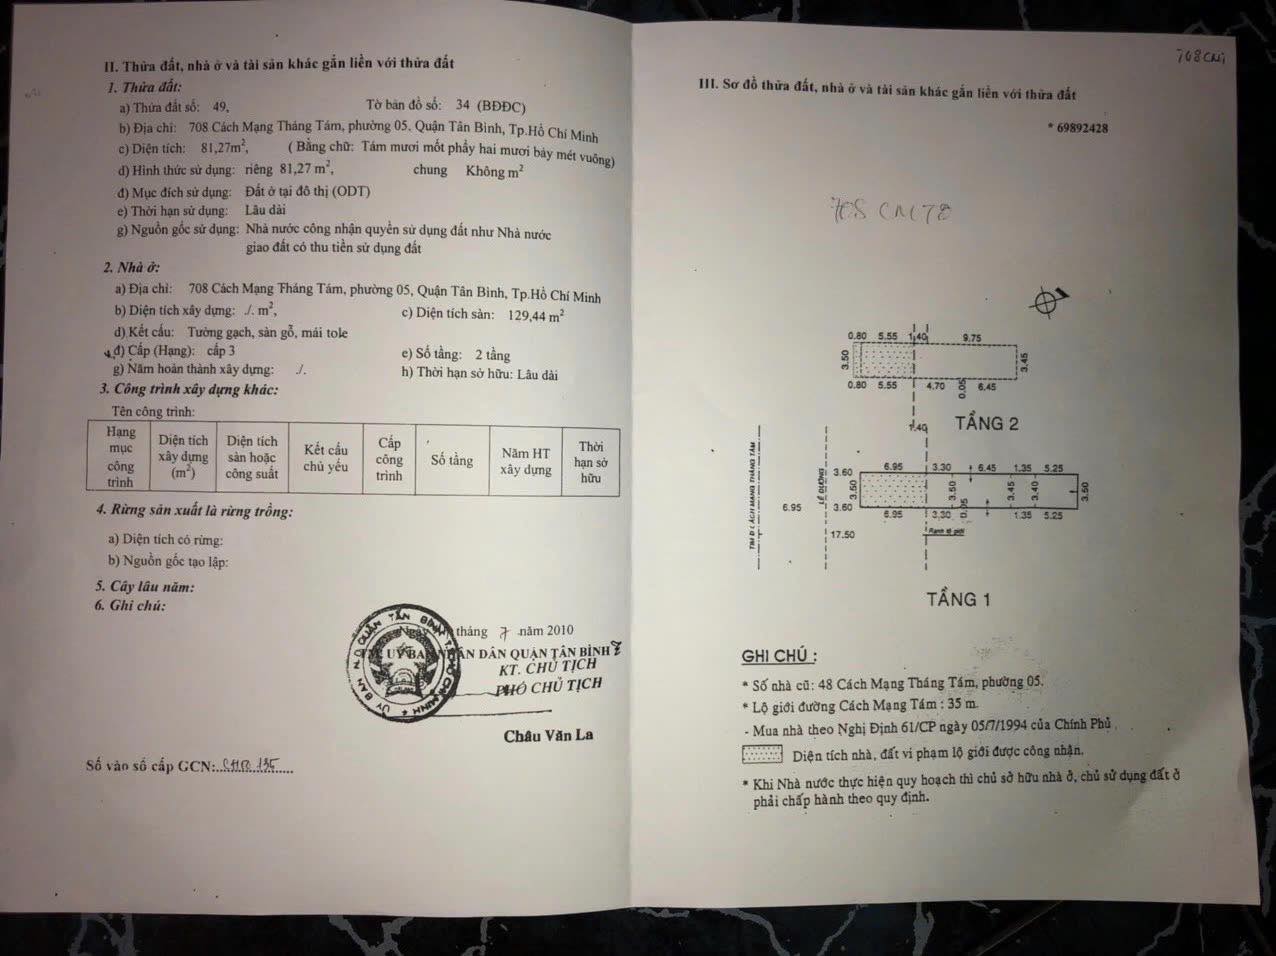 II. Thửa đất, nhà ở và tài sản khác gắn liền với thửa đất
1. Thửa đất:
a) Thửa đất số: 49, Tờ bản đồ số: 34 (BĐĐC)
b) Địa chỉ: 708 Cách Mạng Tháng Tám, phường 05, Quận Tân Bình, Tp.Hồ Chí Minh
c) Diện tích: 81,27m², ( Bằng chữ: Tám mươi mốt phẩy hai mươi bảy mét vuông)
d) Hình thức sử dụng: riêng 81,27 m², chung Không m²
đ) Mục đích sử dụng: Đất ở tại đô thị (ODT)
e) Thời hạn sử dụng: Lâu dài
g) Nguồn gốc sử dụng: Nhà nước công nhận quyền sử dụng đất như Nhà nước
giao đất có thu tiền sử dụng đất
2. Nhà ở:
a) Địa chỉ: 708 Cách Mạng Tháng Tám, phường 05, Quận Tân Bình, Tp.Hồ Chí Minh
b) Diện tích xây dựng: ./. m², c) Diện tích sàn: 129,44 m²
d) Kết cấu: Tường gạch, sàn gỗ, mái tole
đ) Cấp (Hạng): cấp 3 e) Số tầng: 2 tầng
g) Năm hoàn thành xây dựng: ./. h) Thời hạn sở hữu: Lâu dài
3. Công trình xây dựng khác:
Tên công trình:
Hạng mục công trình Diện tích xây dựng (m²) Diện tích sàn hoặc công suất Kết cấu chủ yếu Cấp công trình Số tầng Năm HT xây dựng Thời hạn sở hữu
4. Rừng sản xuất là rừng trồng:
a) Diện tích có rừng:
b) Nguồn gốc tạo lập:
5. Cây lâu năm:
6. Ghi chú:
Ngày tháng 7 năm 2010
TM. ỦY BAN NHÂN DÂN QUẬN TÂN BÌNH
KT. CHỦ TỊCH
PHÓ CHỦ TỊCH
Châu Văn La
Số vào sổ cấp GCN:
708 CM
III. Sơ đồ thửa đất, nhà ở và tài sản khác gắn liền với thửa đất
* 69892428
708 CMT8
0.80 5.55 1.40 9.75
3.50 3.45
0.80 5.55 4.70 0.05 6.45
TẦNG 2
1.40
TIM Đ CÁCH MẠNG THÁNG TÁM
LỀ ĐƯỜNG
3.60 6.95 3.30 6.45 1.35 5.25
3.50 3.50 3.45 3.40 3.50
6.95 3.60 6.95 3.30 0.05 1.35 5.25
17.50 Ranh lộ giới
TẦNG 1
GHI CHÚ :
* Số nhà cũ: 48 Cách Mạng Tháng Tám, phường 05.
* Lộ giới đường Cách Mạng Tám : 35 m.
- Mua nhà theo Nghị Định 61/CP ngày 05/7/1994 của Chính Phủ.
Diện tích nhà, đất vi phạm lộ giới được công nhận.
* Khi Nhà nước thực hiện quy hoạch thì chủ sở hữu nhà ở, chủ sử dụng đất ở
phải chấp hành theo quy định.